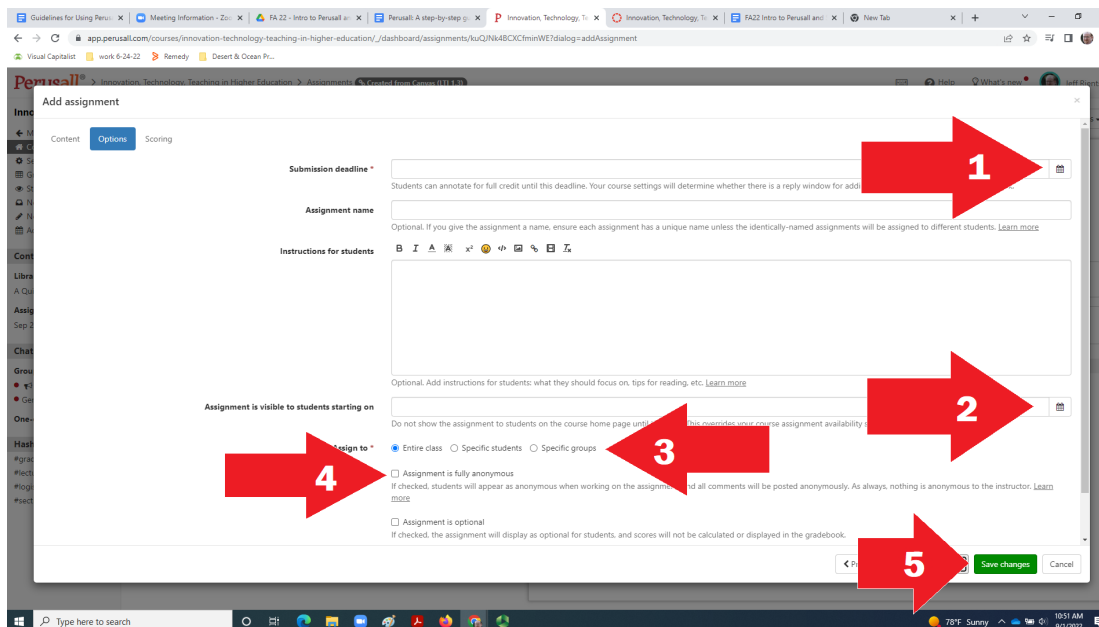 Guidelines for Using Perus
Meeting Information - Zoo
FA 22 - Intro to Perusall an
Perusall: A step-by-step g
Innovation, Technology, Te
Innovation, Technology, Te
FA22 Intro to Perusall and
New Tab
app.perusall.com/courses/innovation-technology-teaching-in-higher-education/_/dashboard/assignments/kuQJNk4BCXCfminWE?dialog=addAssignment
Visual Capitalist work 6-24-22 Remedy Desert & Ocean Pr...
Perusall® > Innovation, Technology, Teaching in Higher Education > Assignments Created from Canvas (LTI 1.3) Help What's new
Add assignment ×
Content Options Scoring
Submission deadline *
1
Students can annotate for full credit until this deadline. Your course settings will determine whether there is a reply window for
Assignment name
Optional. If you give the assignment a name, ensure each assignment has a unique name unless the identically-named assignments will be assigned to different students. Learn more
Instructions for students
B I A A x²
Optional. Add instructions for students: what they should focus on, tips for reading, etc. Learn more
Assignment is visible to students starting on
2
Do not show the assignment to students on the course home page until This overrides your course assignment availability
Assign to *
Entire class Specific students Specific groups
3
4
Assignment is fully anonymous
If checked, students will appear as anonymous when working on the and all comments will be posted anonymously. As always, nothing is anonymous to the instructor. Learn
more
Assignment is optional
If checked, the assignment will display as optional for students, and scores will not be calculated or displayed in the gradebook.
5
Save changes Cancel
Type here to search
78°F Sunny
10:51 AM
9/1/2022